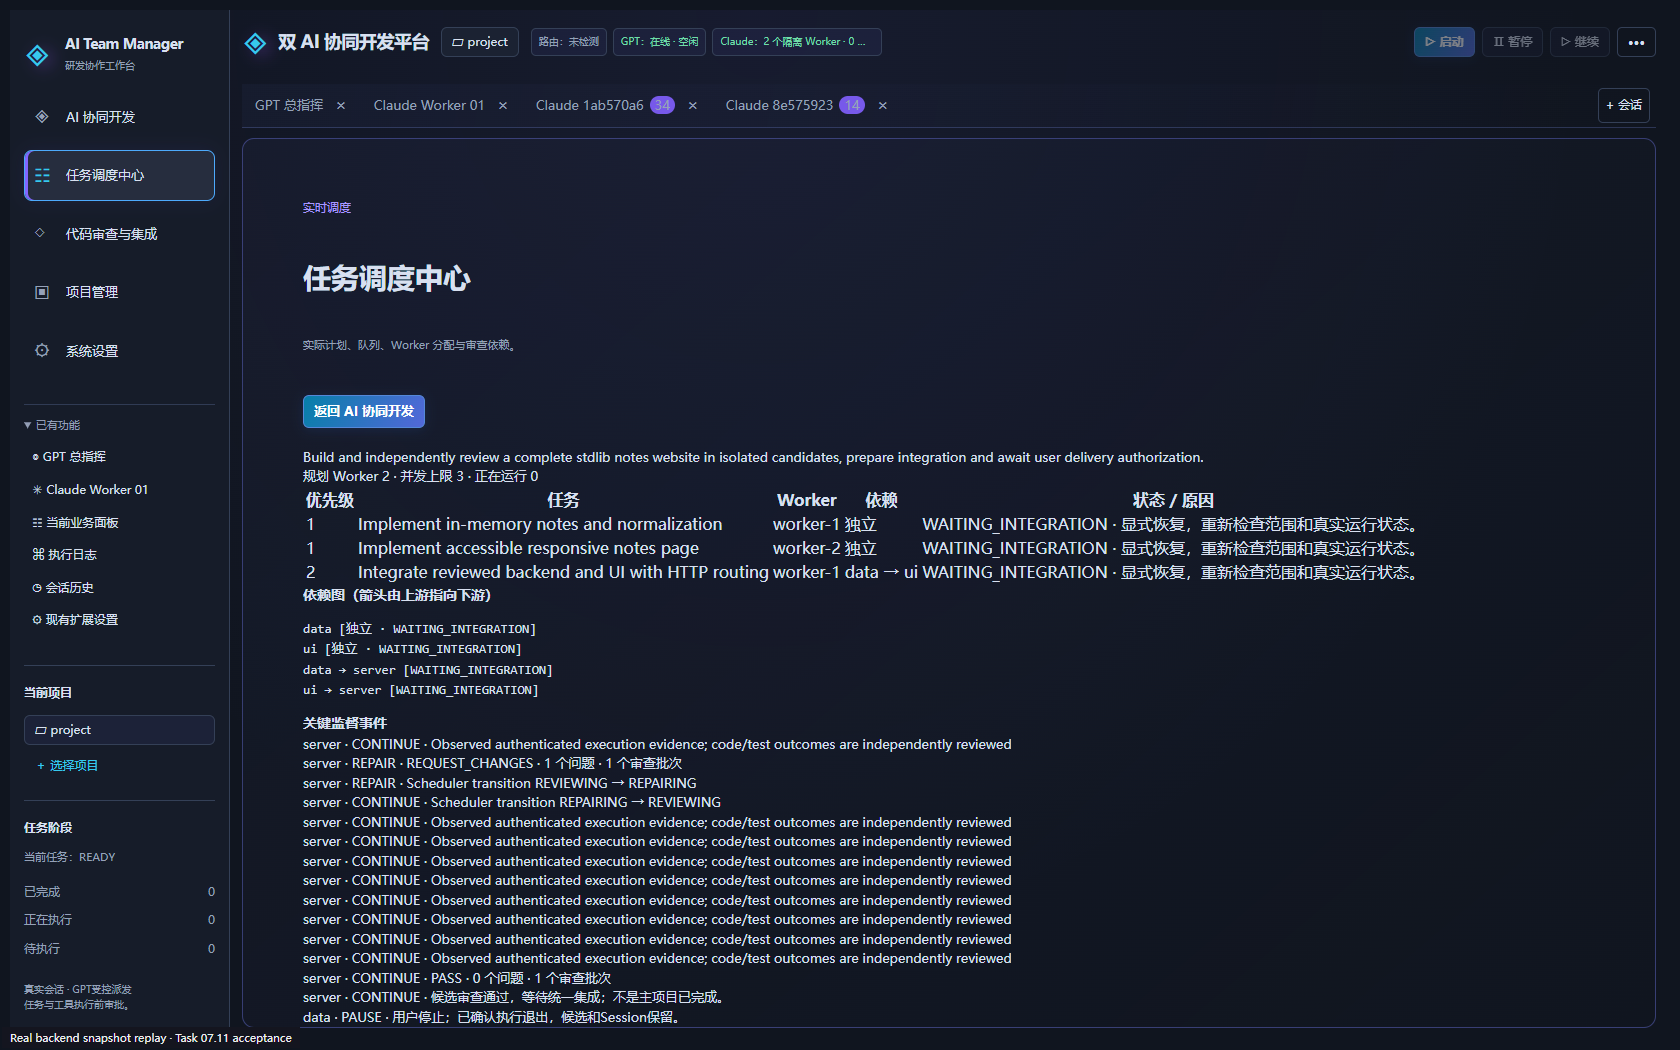 AI Team Manager
研发协作工作台
AI 协同开发
任务调度中心
代码审查与集成
项目管理
系统设置
▼ 已有功能
GPT 总指挥
Claude Worker 01
当前业务面板
执行日志
会话历史
现有扩展设置
当前项目
project
+ 选择项目
任务阶段
当前任务：READY
已完成 0
正在执行 0
待执行 0
真实会话 · GPT受控派发
任务与工具执行前审批。
双 AI 协同开发平台
project
路由：未检测
GPT：在线 · 空闲
Claude：2 个隔离 Worker · 0 ...
▷ 启动
II 暂停
▷ 继续
•••
GPT 总指挥 ×
Claude Worker 01 ×
Claude 1ab570a6 34 ×
Claude 8e575923 14 ×
+ 会话
实时调度
任务调度中心
实际计划、队列、Worker 分配与审查依赖。
返回 AI 协同开发
Build and independently review a complete stdlib notes website in isolated candidates, prepare integration and await user delivery authorization.
规划 Worker 2 · 并发上限 3 · 正在运行 0
优先级 任务 Worker 依赖 状态 / 原因
1 Implement in-memory notes and normalization worker-1 独立 WAITING_INTEGRATION · 显式恢复，重新检查范围和真实运行状态。
1 Implement accessible responsive notes page worker-2 独立 WAITING_INTEGRATION · 显式恢复，重新检查范围和真实运行状态。
2 Integrate reviewed backend and UI with HTTP routing worker-1 data → ui WAITING_INTEGRATION · 显式恢复，重新检查范围和真实运行状态。
依赖图（箭头由上游指向下游）
data [独立 · WAITING_INTEGRATION]
ui [独立 · WAITING_INTEGRATION]
data → server [WAITING_INTEGRATION]
ui → server [WAITING_INTEGRATION]
关键监督事件
server · CONTINUE · Observed authenticated execution evidence; code/test outcomes are independently reviewed
server · REPAIR · REQUEST_CHANGES · 1 个问题 · 1 个审查批次
server · REPAIR · Scheduler transition REVIEWING → REPAIRING
server · CONTINUE · Scheduler transition REPAIRING → REVIEWING
server · CONTINUE · Observed authenticated execution evidence; code/test outcomes are independently reviewed
server · CONTINUE · Observed authenticated execution evidence; code/test outcomes are independently reviewed
server · CONTINUE · Observed authenticated execution evidence; code/test outcomes are independently reviewed
server · CONTINUE · Observed authenticated execution evidence; code/test outcomes are independently reviewed
server · CONTINUE · Observed authenticated execution evidence; code/test outcomes are independently reviewed
server · CONTINUE · Observed authenticated execution evidence; code/test outcomes are independently reviewed
server · CONTINUE · Observed authenticated execution evidence; code/test outcomes are independently reviewed
server · CONTINUE · Observed authenticated execution evidence; code/test outcomes are independently reviewed
server · CONTINUE · PASS · 0 个问题 · 1 个审查批次
server · CONTINUE · 候选审查通过，等待统一集成；不是主项目已完成。
data · PAUSE · 用户停止；已确认执行退出，候选和Session保留。
Real backend snapshot replay · Task 07.11 acceptance